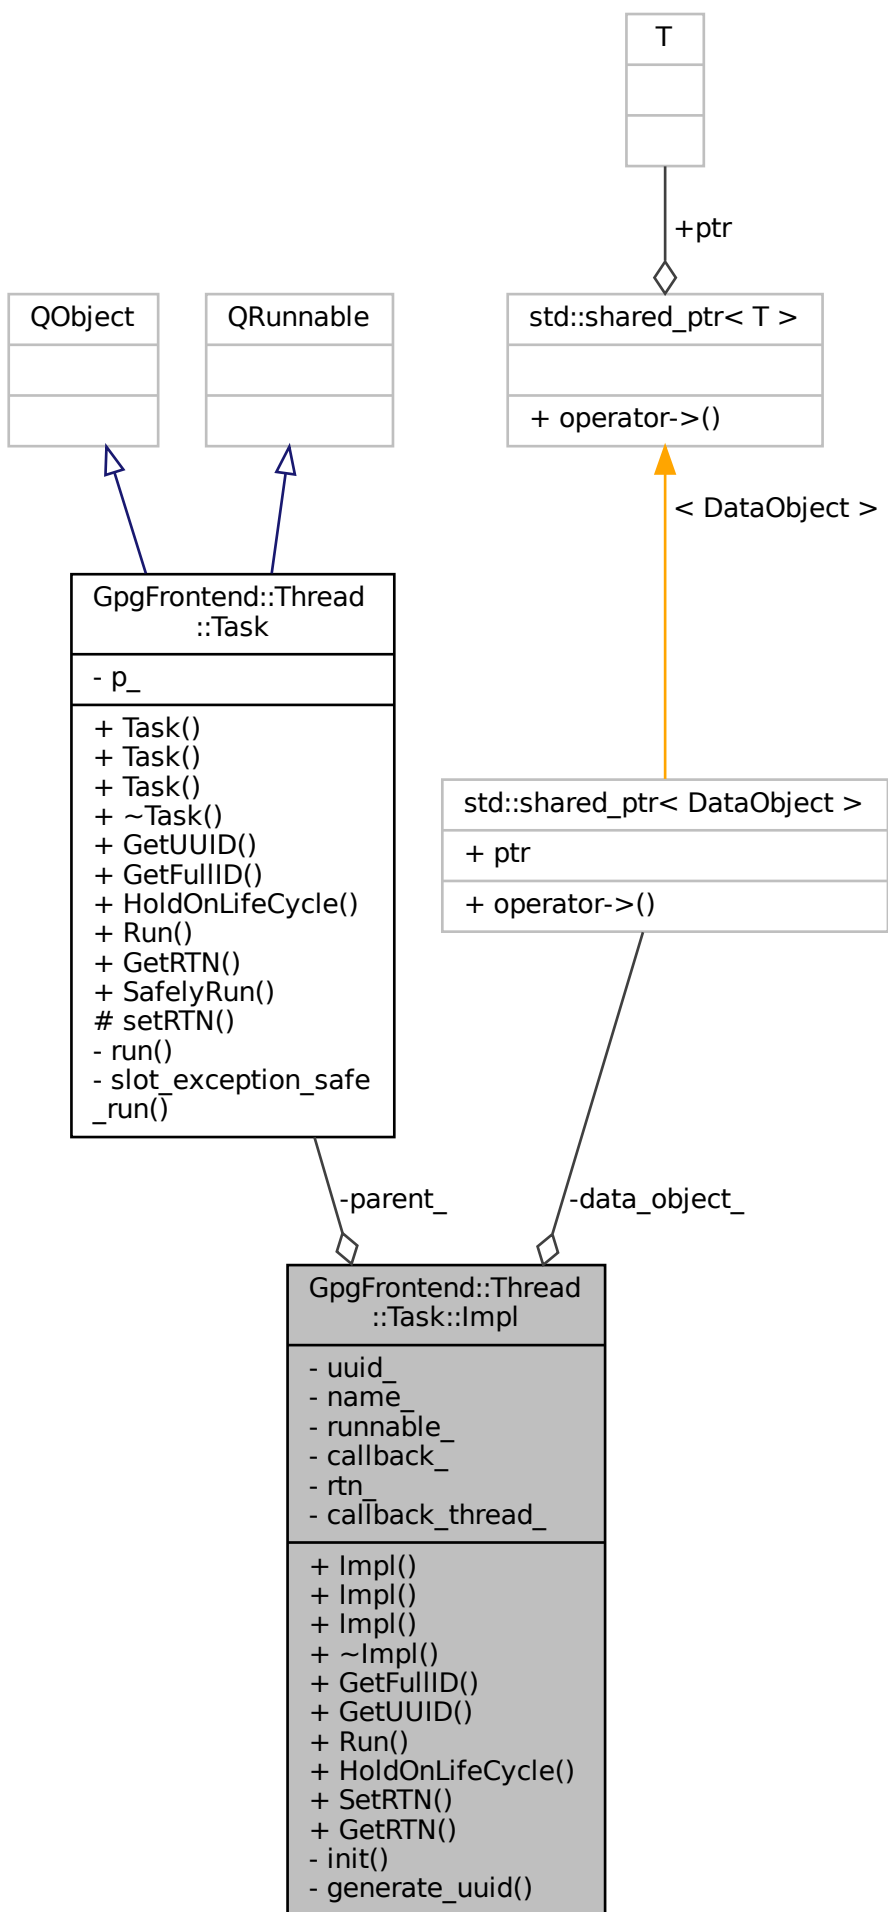 T
+ptr
QObject
QRunnable
std::shared_ptr< T >
+ operator->()
< DataObject >
GpgFrontend::Thread
::Task
- p_
+ Task()
+ Task()
+ Task()
+ ~Task()
+ GetUUID()
+ GetFullID()
+ HoldOnLifeCycle()
+ Run()
+ GetRTN()
+ SafelyRun()
# setRTN()
- run()
- slot_exception_safe
_run()
std::shared_ptr< DataObject >
+ ptr
+ operator->()
-parent_
-data_object_
GpgFrontend::Thread
::Task::Impl
- uuid_
- name_
- runnable_
- callback_
- rtn_
- callback_thread_
+ Impl()
+ Impl()
+ Impl()
+ ~Impl()
+ GetFullID()
+ GetUUID()
+ Run()
+ HoldOnLifeCycle()
+ SetRTN()
+ GetRTN()
- init()
- generate_uuid()